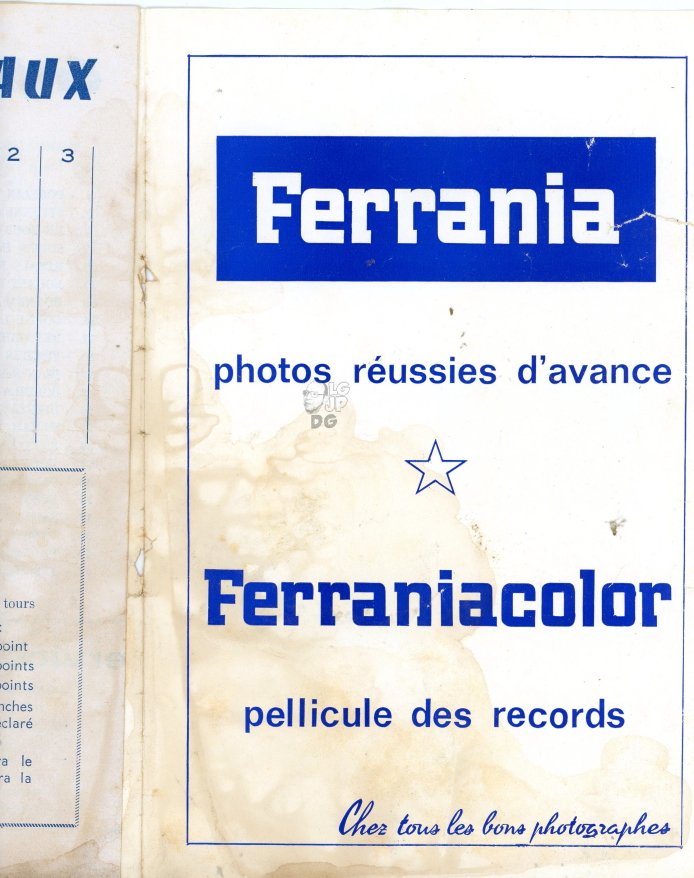 AUX
2 3
tours
:
point
points
points
nches
claré
ra le
ra la
Ferrania
photos réussies d'avance
LG
JP
DG
Ferraniacolor
pellicule des records
Chez tous les bons photographes